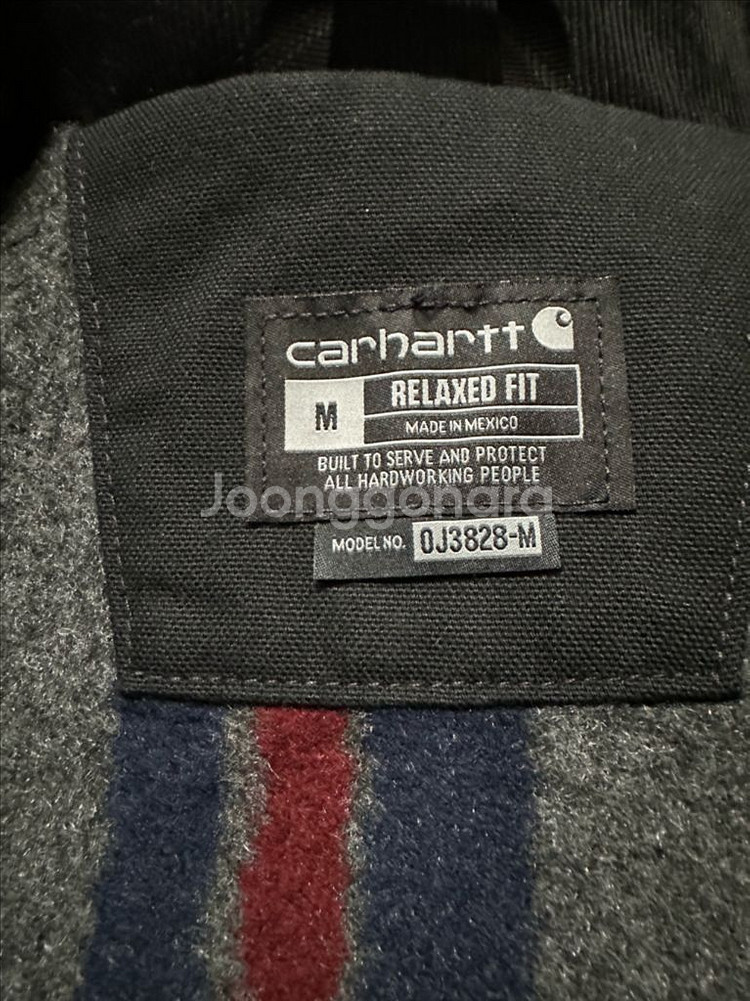 carhartt
M
RELAXED FIT
MADE IN MEXICO
BUILT TO SERVE AND PROTECT
ALL HARDWORKING PEOPLE
Joonggonara
MODEL NO. OJ3828-M